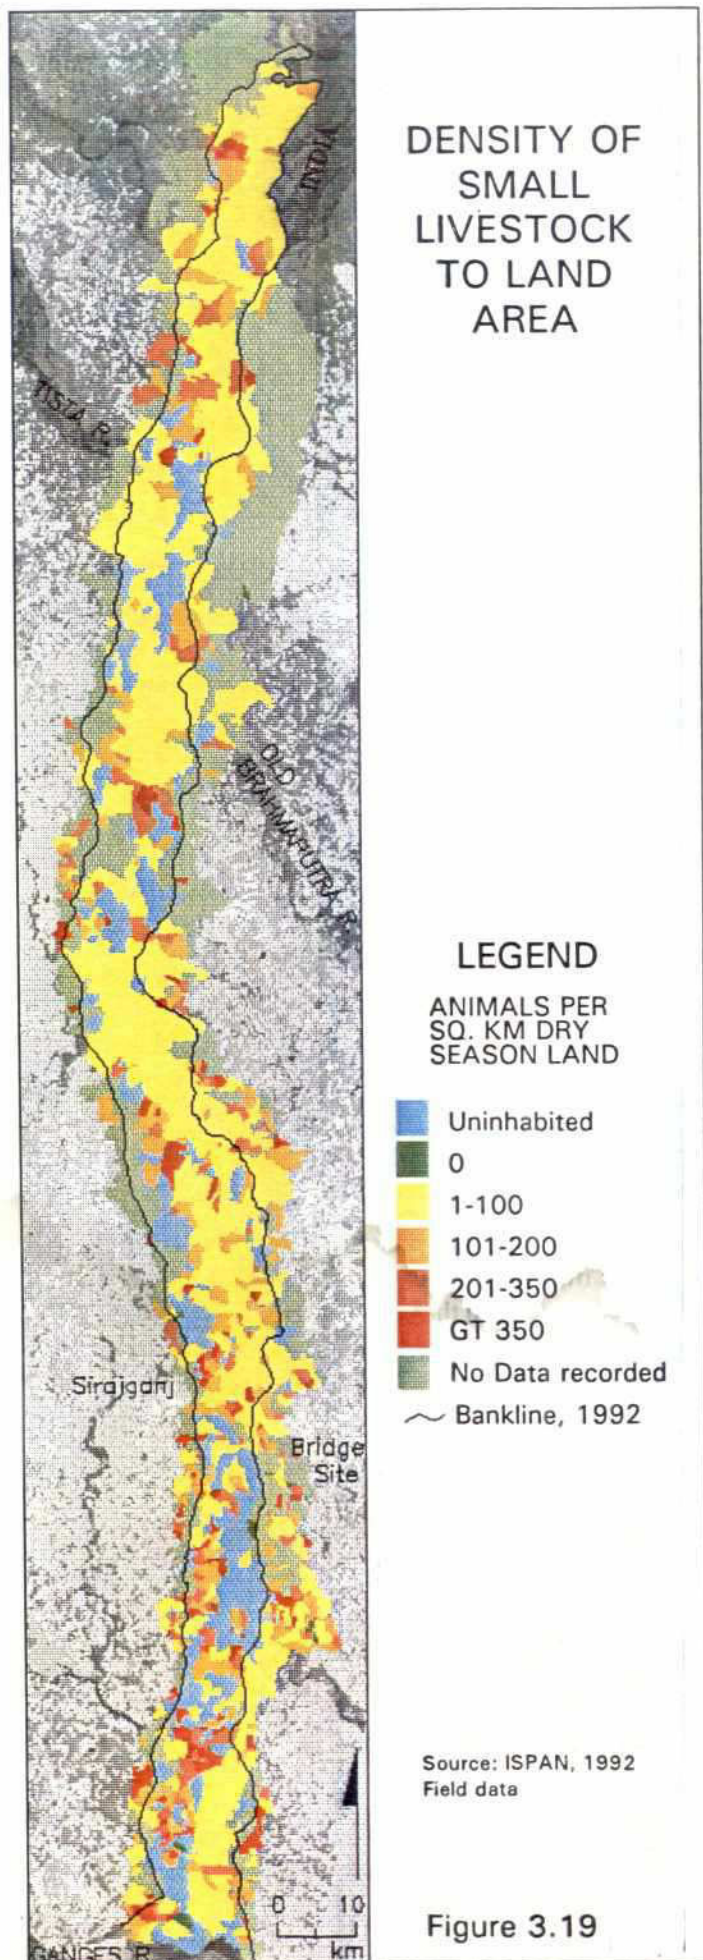 DENSITY OF
SMALL
LIVESTOCK
TO LAND
AREA
INDIA
TISTA R.
OLD
BRAHMAPUTRA R.
LEGEND
ANIMALS PER
SQ. KM DRY
SEASON LAND
Uninhabited
0
1-100
101-200
201-350
GT 350
No Data recorded
Bankline, 1992
Sirajganj
Bridge
Site
Source: ISPAN, 1992
Field data
0 10
km
GANGES R.
Figure 3.19